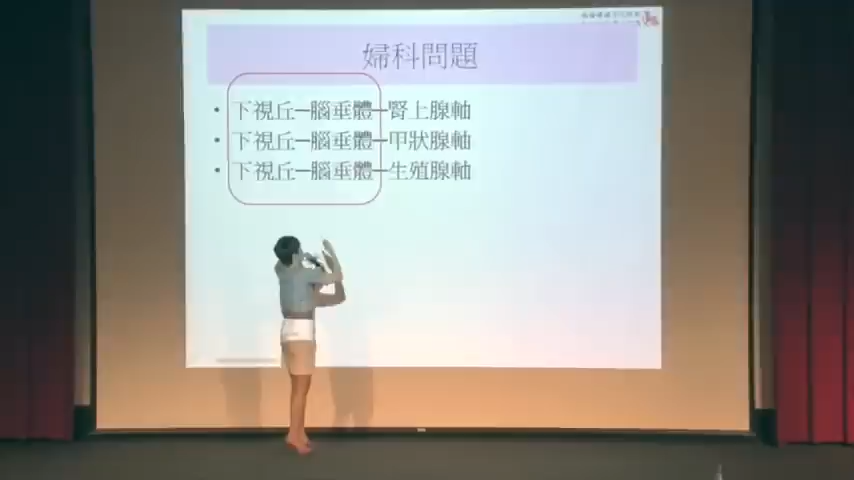 婦科問題
• 下視丘─腦垂體─腎上腺軸
• 下視丘─腦垂體─甲狀腺軸
• 下視丘─腦垂體─生殖腺軸